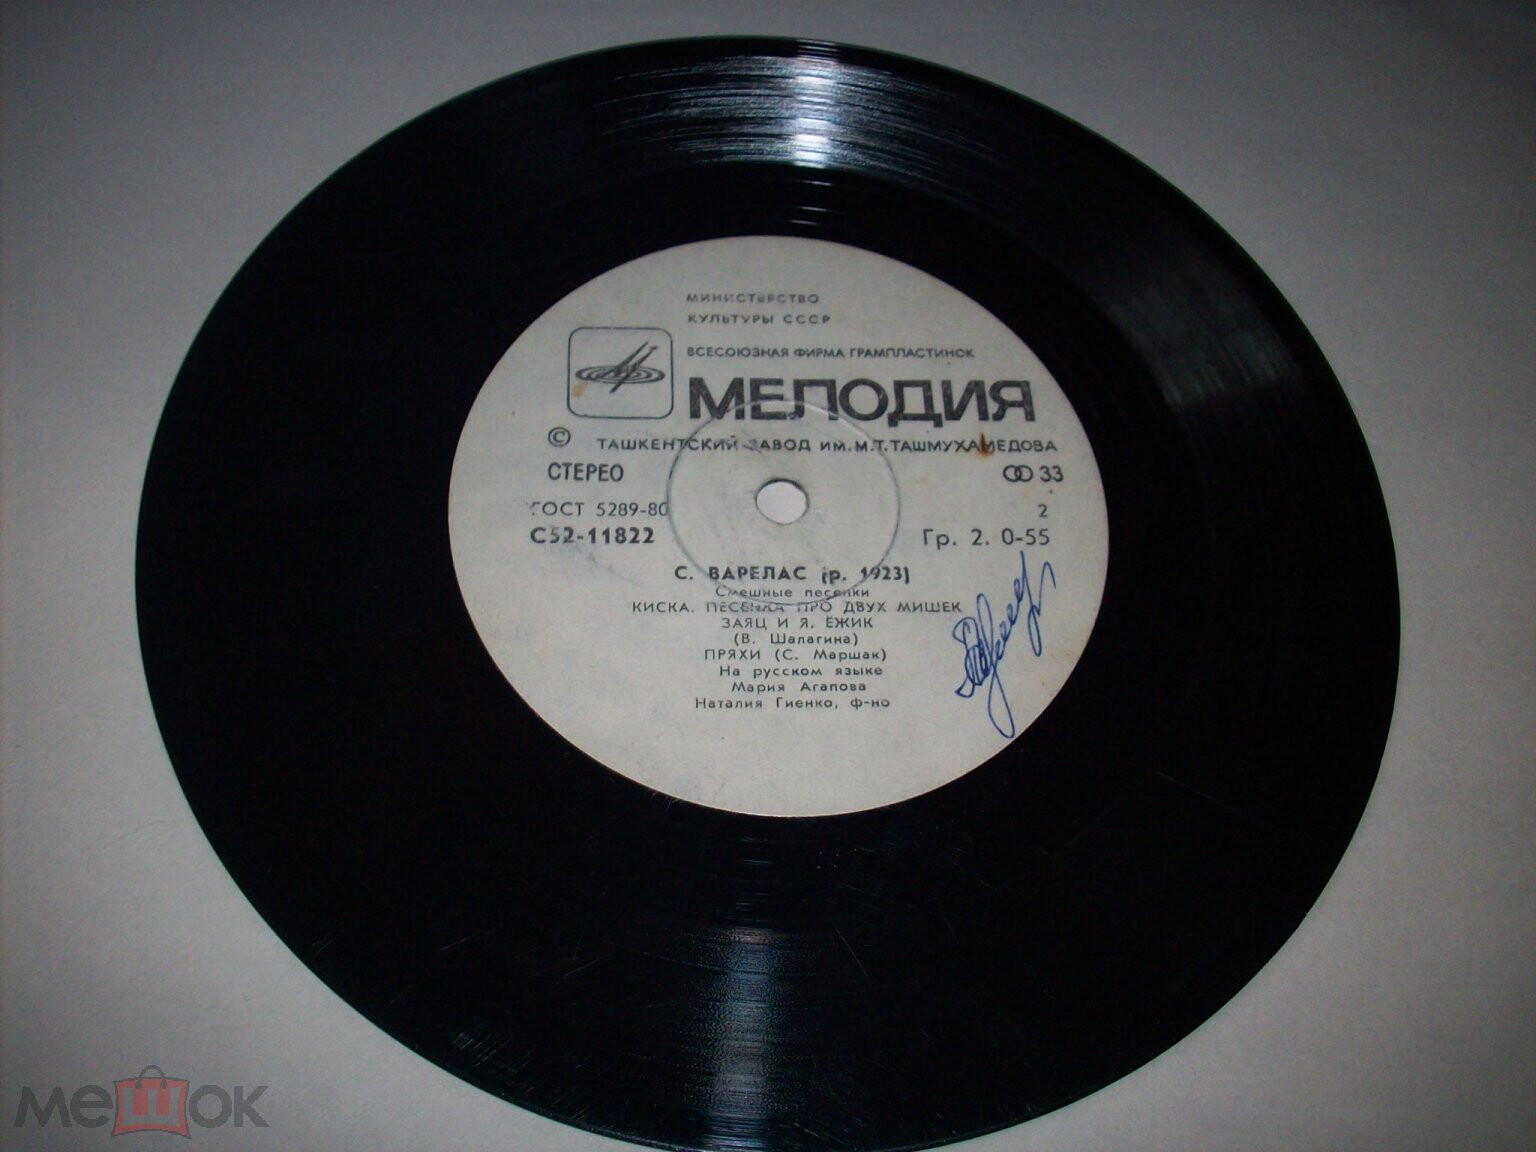 МИНИСТЕРСТВО
КУЛЬТУРЫ СССР
ВСЕСОЮЗНАЯ ФИРМА ГРАМПЛАСТИНОК
МЕЛОДИЯ
© ТАШКЕНТСКИЙ ЗАВОД ИМ. М.Т. ТАШМУХАМЕДОВА
СТЕРЕО 33
ГОСТ 5289-80 2
С52-11822 Гр. 2. 0-55
С. ВАРЕЛАС (р. 1923)
Смешные песенки
КИСКА. ПЕСЕНКА ПРО ДВУХ МИШЕК
ЗАЯЦ И Я. ЁЖИК
(В. Шалагина)
ПРЯХИ (С. Маршак)
На русском языке
Мария Агапова
Наталия Гиенко, ф-но
мешок